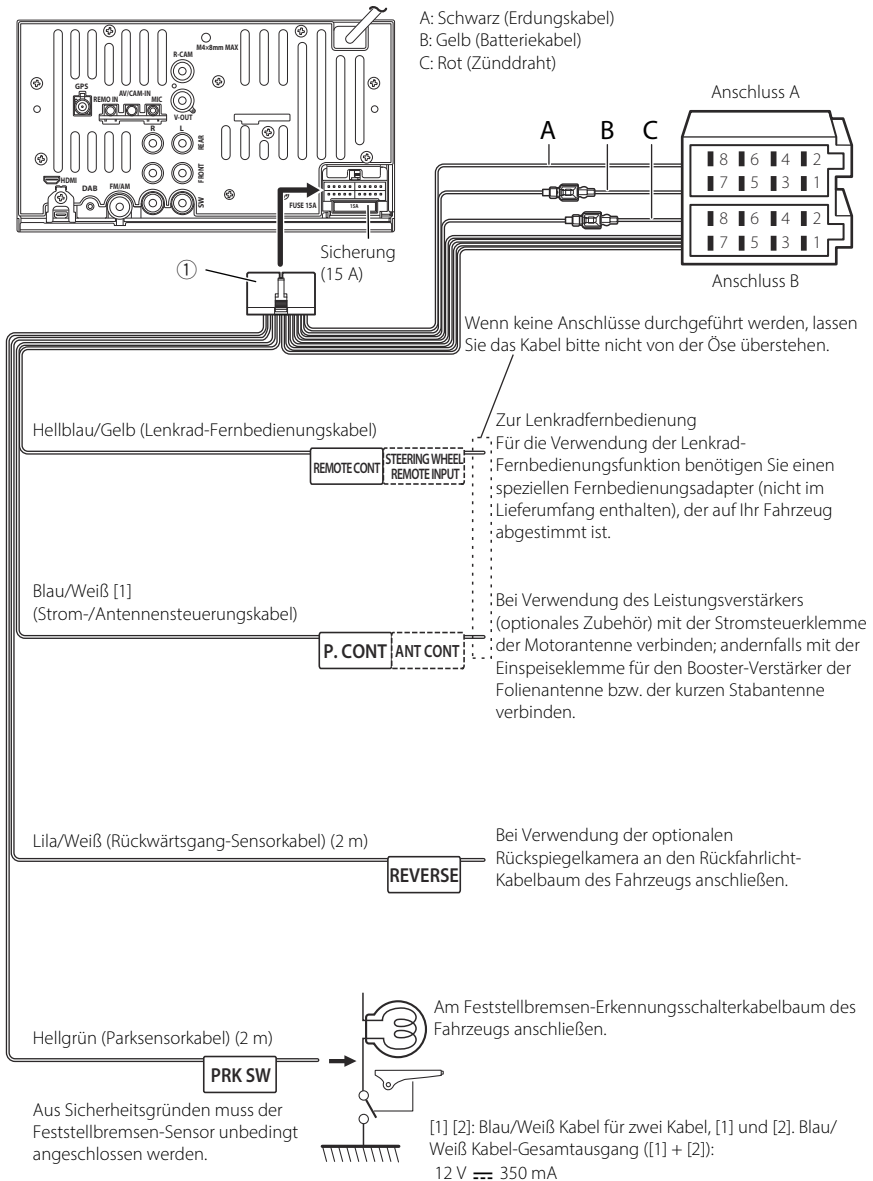 A: Schwarz (Erdungskabel)
B: Gelb (Batteriekabel)
C: Rot (Zünddraht)
M4×8mm MAX
R-CAM
GPS
AV/CAM-IN
REMO IN
MIC
V-OUT
R
L
REAR
FRONT
SW
HDMI
DAB
FM/AM
FUSE 15A
15A
Sicherung
(15 A)
①
Anschluss A
A B C
8 6 4 2
7 5 3 1
8 6 4 2
7 5 3 1
Anschluss B
Wenn keine Anschlüsse durchgeführt werden, lassen
Sie das Kabel bitte nicht von der Öse überstehen.
Hellblau/Gelb (Lenkrad-Fernbedienungskabel)
REMOTE CONT
STEERING WHEEL
REMOTE INPUT
Zur Lenkradfernbedienung
Für die Verwendung der Lenkrad-
Fernbedienungsfunktion benötigen Sie einen
speziellen Fernbedienungsadapter (nicht im
Lieferumfang enthalten), der auf Ihr Fahrzeug
abgestimmt ist.
Blau/Weiß [1]
(Strom-/Antennensteuerungskabel)
P. CONT
ANT CONT
Bei Verwendung des Leistungsverstärkers
(optionales Zubehör) mit der Stromsteuerklemme
der Motorantenne verbinden; andernfalls mit der
Einspeiseklemme für den Booster-Verstärker der
Folienantenne bzw. der kurzen Stabantenne
verbinden.
Lila/Weiß (Rückwärtsgang-Sensorkabel) (2 m)
REVERSE
Bei Verwendung der optionalen
Rückspiegelkamera an den Rückfahrlicht-
Kabelbaum des Fahrzeugs anschließen.
Hellgrün (Parksensorkabel) (2 m)
PRK SW
Am Feststellbremsen-Erkennungsschalterkabelbaum des
Fahrzeugs anschließen.
Aus Sicherheitsgründen muss der
Feststellbremsen-Sensor unbedingt
angeschlossen werden.
[1] [2]: Blau/Weiß Kabel für zwei Kabel, [1] und [2]. Blau/
Weiß Kabel-Gesamtausgang ([1] + [2]):
12 V ⎓ 350 mA